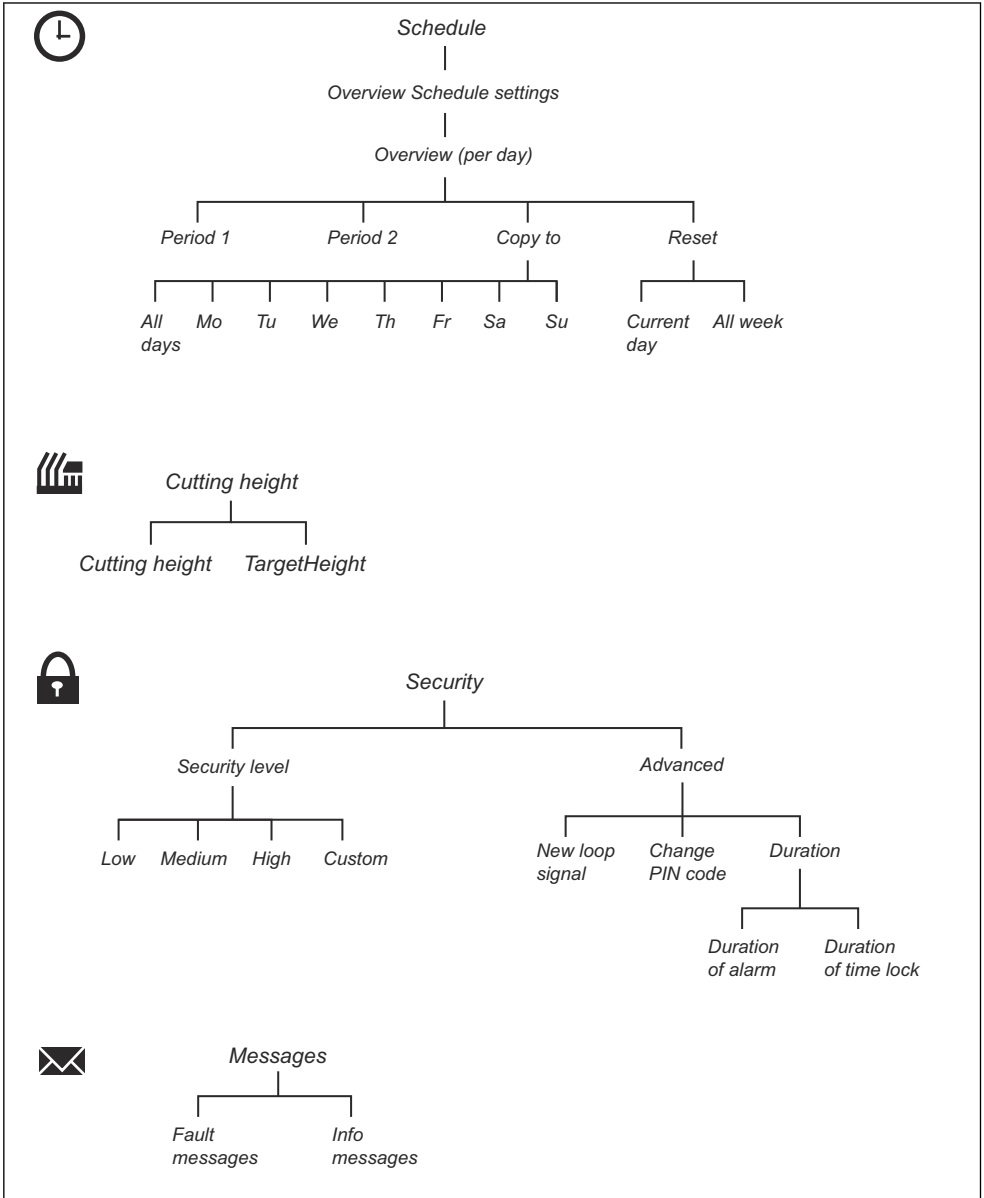 Schedule
Overview Schedule settings
Overview (per day)
Period 1 Period 2 Copy to Reset
All Mo Tu We Th Fr Sa Su Current All week
days day
Cutting height
Cutting height TargetHeight
Security
Security level Advanced
Low Medium High Custom New loop Change Duration
signal PIN code
Duration Duration
of alarm of time lock
Messages
Fault Info
messages messages